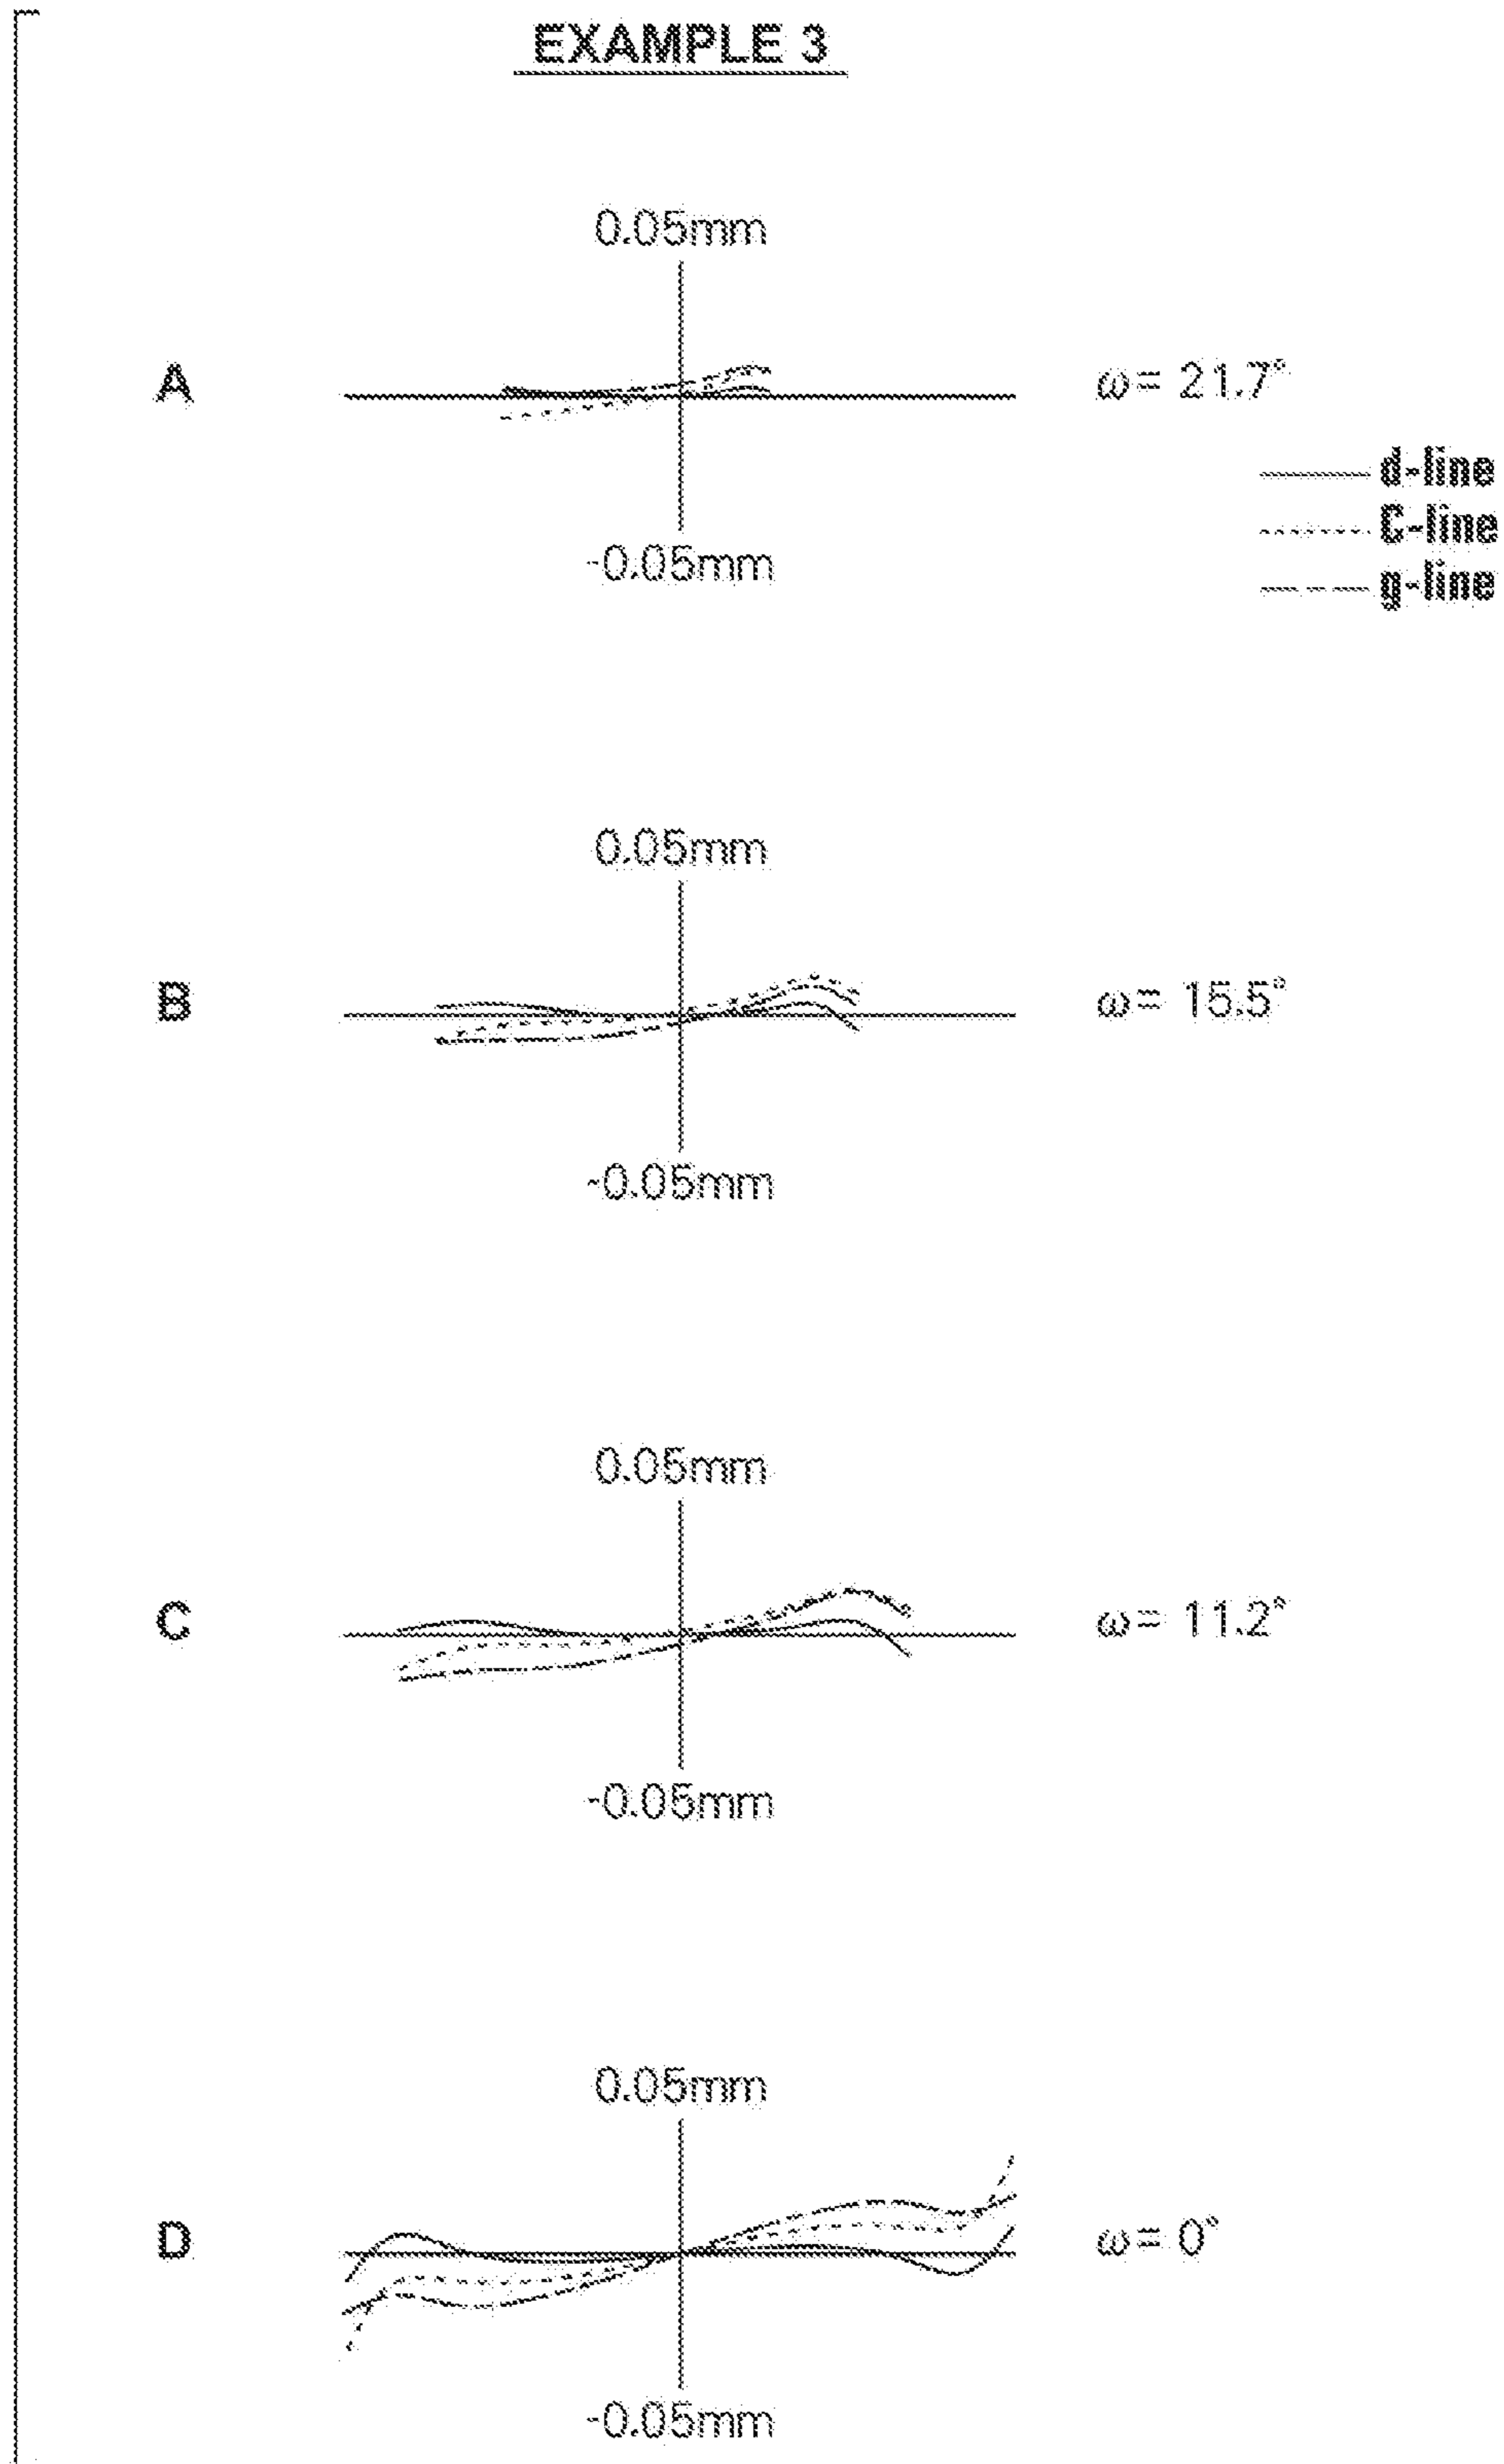 EXAMPLE 3
0.05mm
A
ω= 21.7°
d-line
C-line
g-line
-0.05mm
0.05mm
B
ω= 15.5°
-0.05mm
0.05mm
C
ω= 11.2°
-0.05mm
0.05mm
D
ω= 0°
-0.05mm